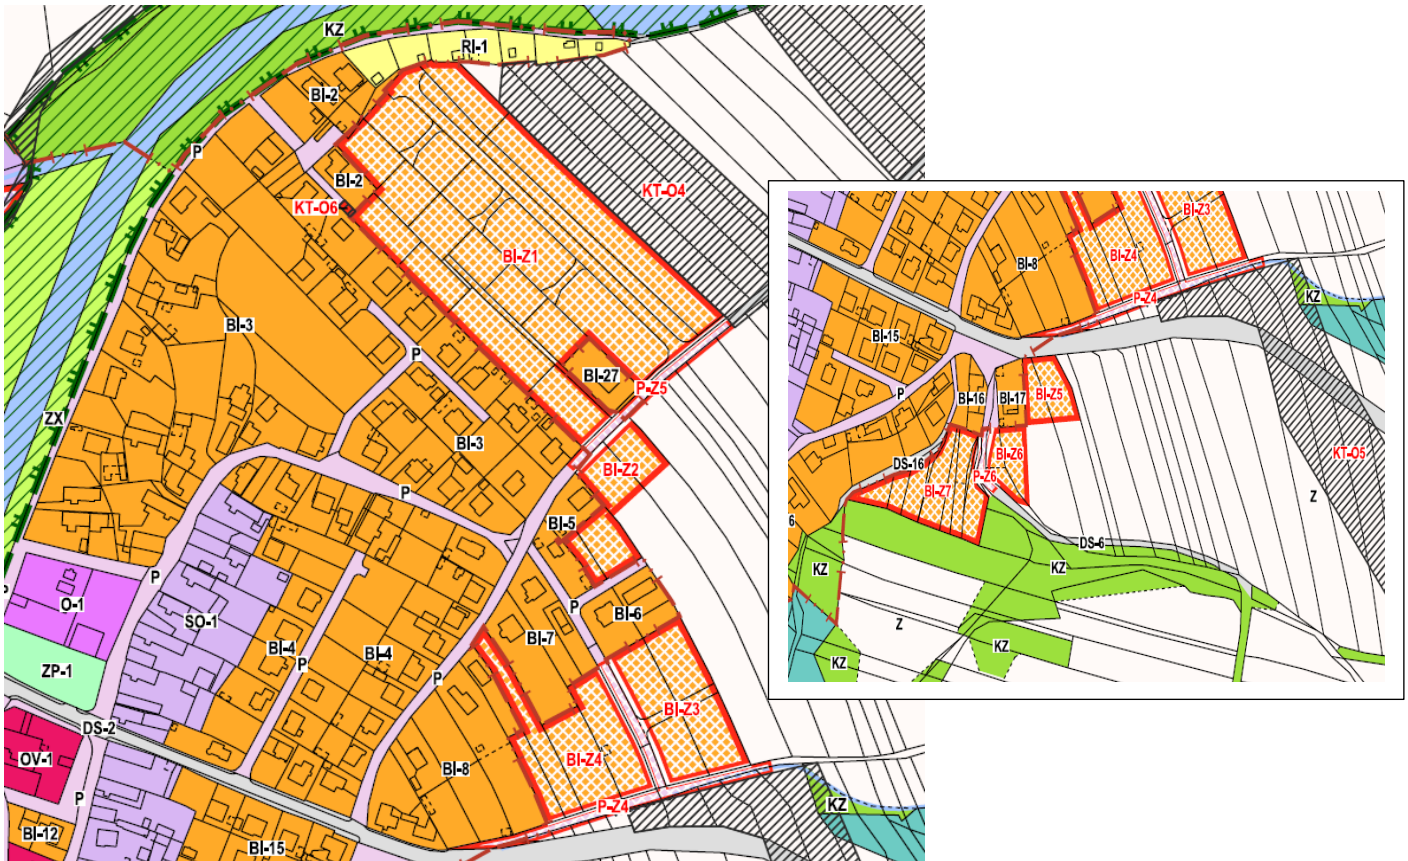 KZ
RI-1
BI-2
P
BI-2
KT-O4
KT-O6
BI-Z1
BI-3
P
BI-27
P-Z5
ZX
BI-3
BI-Z2
P
BI-5
P
P
O-1
SO-1
BI-6
BI-7
BI-4
BI-4
P
ZP-1
P
BI-Z3
DS-2
OV-1
BI-Z4
BI-8
P
P-Z4
KZ
BI-12
BI-15
BI-Z3
BI-Z4
BI-8
P-Z4
KZ
BI-15
P
BI-16
BI-17
BI-Z5
KT-O5
BI-Z6
DS-16
P-Z6
BI-Z7
Z
6
DS-6
KZ
KZ
Z
KZ
KZ